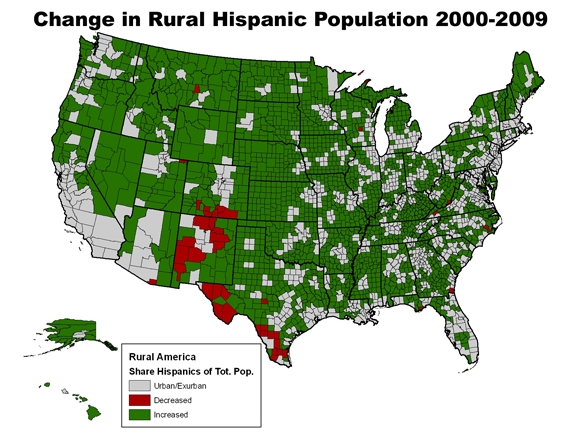 Change in Rural Hispanic Population 2000-2009
Rural America
Share Hispanics of Tot. Pop.
Urban/Exurban
Decreased
Increased